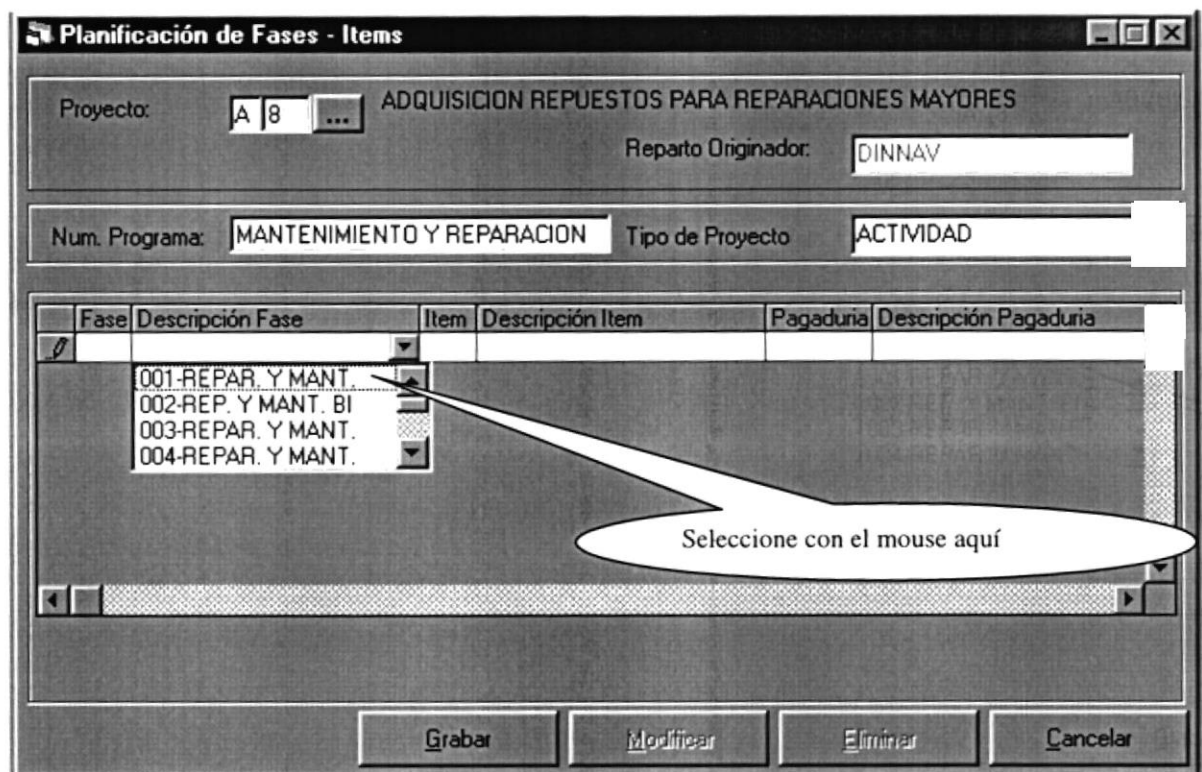 Planificación de Fases - Items
Proyecto: A 8 ... ADQUISICION REPUESTOS PARA REPARACIONES MAYORES
Reparto Originador: DINNAV
Num. Programa: MANTENIMIENTO Y REPARACION Tipo de Proyecto ACTIVIDAD
Fase Descripción Fase Item Descripción Item Pagaduria Descripción Pagaduria
001-REPAR. Y MANT.
002-REP. Y MANT. BI
003-REPAR. Y MANT.
004-REPAR. Y MANT.
Seleccione con el mouse aquí
Grabar Modificar Eliminar Cancelar